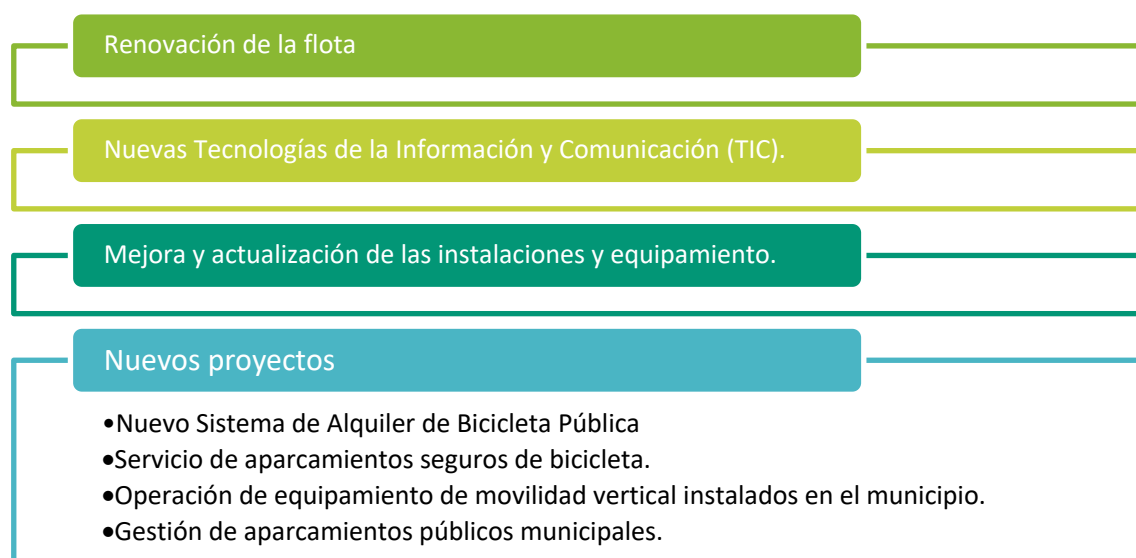 Renovación de la flota
Nuevas Tecnologías de la Información y Comunicación (TIC).
Mejora y actualización de las instalaciones y equipamiento.
Nuevos proyectos
•Nuevo Sistema de Alquiler de Bicicleta Pública
•Servicio de aparcamientos seguros de bicicleta.
•Operación de equipamiento de movilidad vertical instalados en el municipio.
•Gestión de aparcamientos públicos municipales.